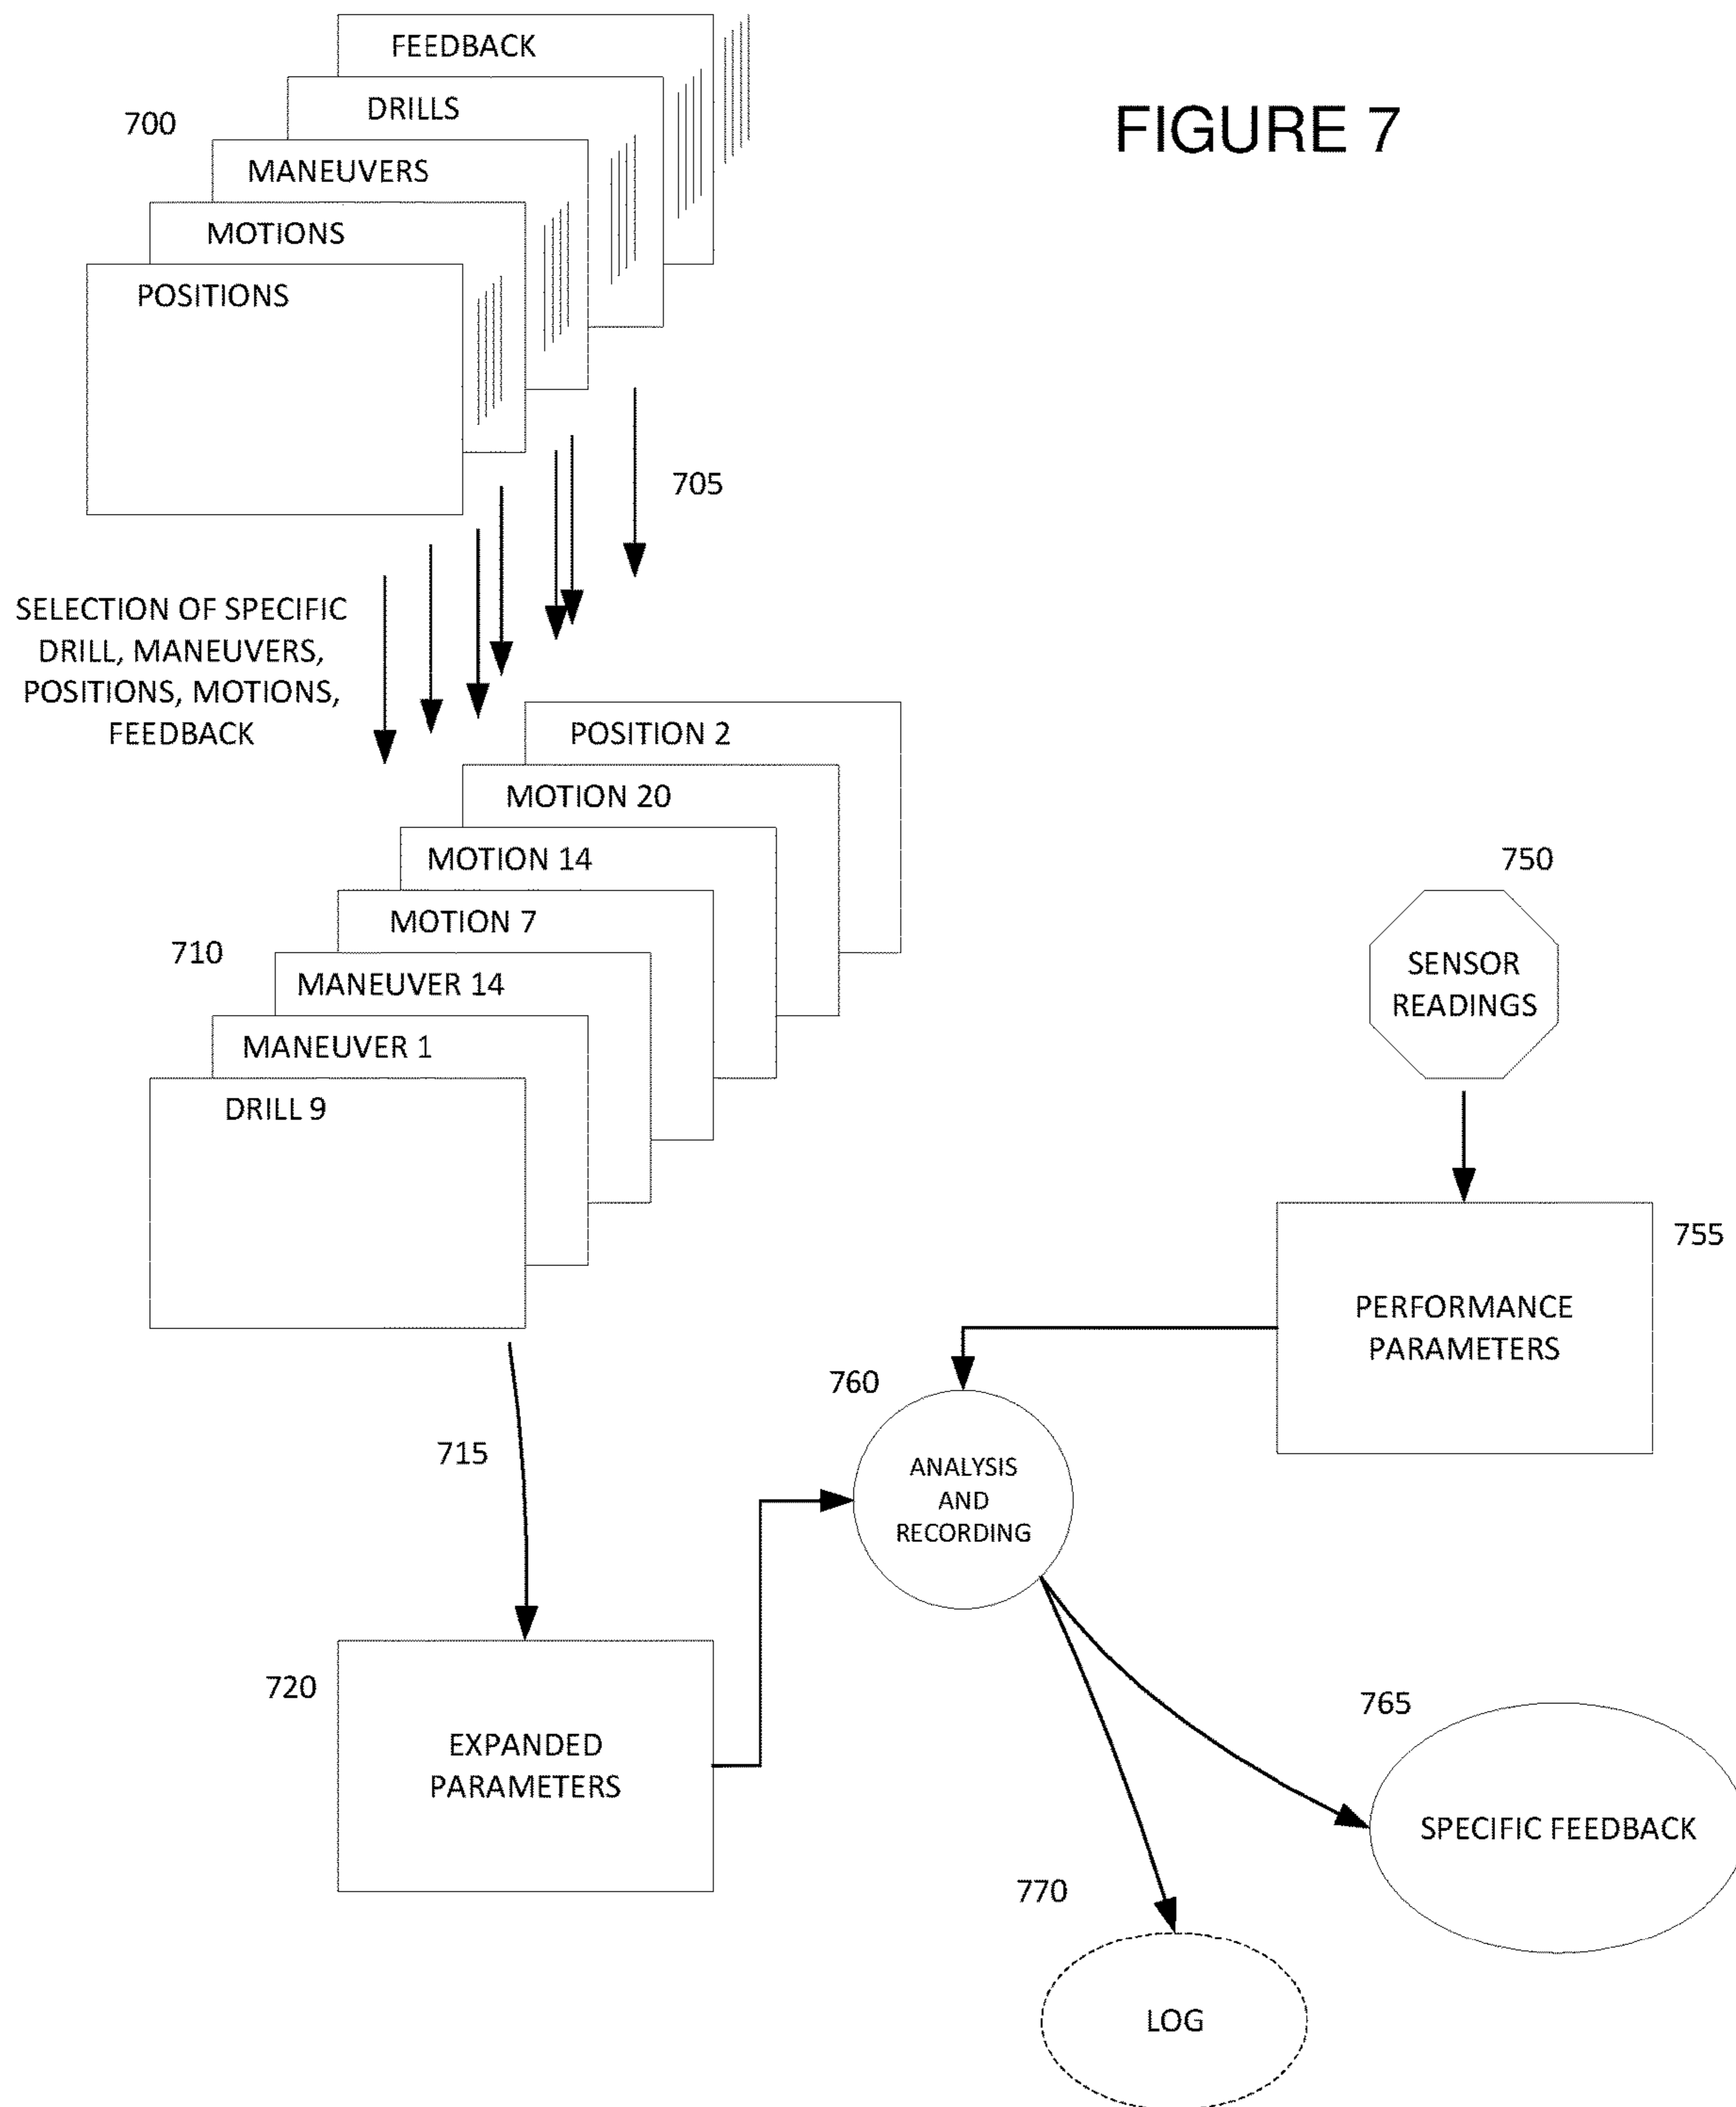 FIGURE 7
FEEDBACK
DRILLS
700
MANEUVERS
MOTIONS
POSITIONS
705
SELECTION OF SPECIFIC
DRILL, MANEUVERS,
POSITIONS, MOTIONS,
FEEDBACK
POSITION 2
MOTION 20
MOTION 14
MOTION 7
710
MANEUVER 14
MANEUVER 1
DRILL 9
750
SENSOR
READINGS
755
PERFORMANCE
PARAMETERS
760
715
ANALYSIS
AND
RECORDING
720
EXPANDED
PARAMETERS
765
SPECIFIC FEEDBACK
770
LOG